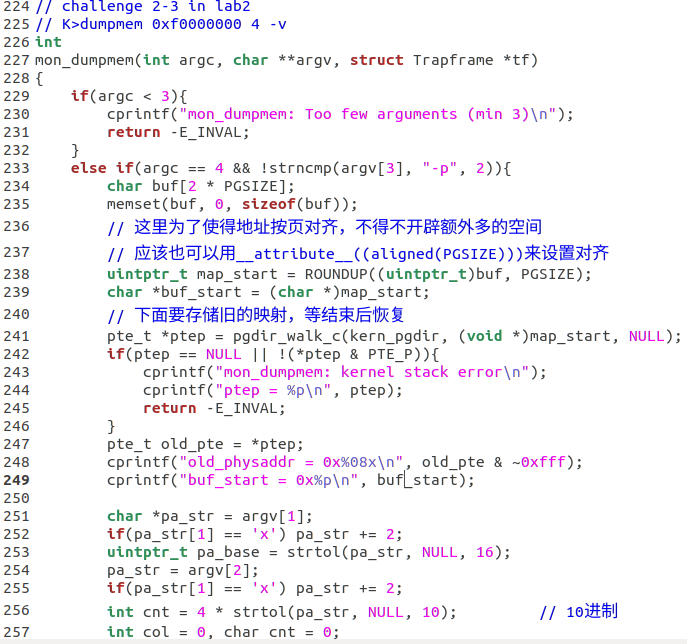 224 // challenge 2-3 in lab2
225 // K>dumpmem 0xf0000000 4 -v
226 int
227 mon_dumpmem(int argc, char **argv, struct Trapframe *tf)
228 {
229     if(argc < 3){
230         cprintf("mon_dumpmem: Too few arguments (min 3)\n");
231         return -E_INVAL;
232     }
233     else if(argc == 4 && !strncmp(argv[3], "-p", 2)){
234         char buf[2 * PGSIZE];
235         memset(buf, 0, sizeof(buf));
236         // 这里为了使得地址按页对齐，不得不开辟额外多的空间
237         // 应该也可以用__attribute__((aligned(PGSIZE)))来设置对齐
238         uintptr_t map_start = ROUNDUP((uintptr_t)buf, PGSIZE);
239         char *buf_start = (char *)map_start;
240         // 下面要存储旧的映射，等结束后恢复
241         pte_t *ptep = pgdir_walk_c(kern_pgdir, (void *)map_start, NULL);
242         if(ptep == NULL || !(*ptep & PTE_P)){
243             cprintf("mon_dumpmem: kernel stack error\n");
244             cprintf("ptep = %p\n", ptep);
245             return -E_INVAL;
246         }
247         pte_t old_pte = *ptep;
248         cprintf("old_physaddr = 0x%08x\n", old_pte & ~0xfff);
249         cprintf("buf_start = 0x%p\n", buf_start);
250
251         char *pa_str = argv[1];
252         if(pa_str[1] == 'x') pa_str += 2;
253         uintptr_t pa_base = strtol(pa_str, NULL, 16);
254         pa_str = argv[2];
255         if(pa_str[1] == 'x') pa_str += 2;
256         int cnt = 4 * strtol(pa_str, NULL, 10);         // 10进制
257         int col = 0, char cnt = 0;